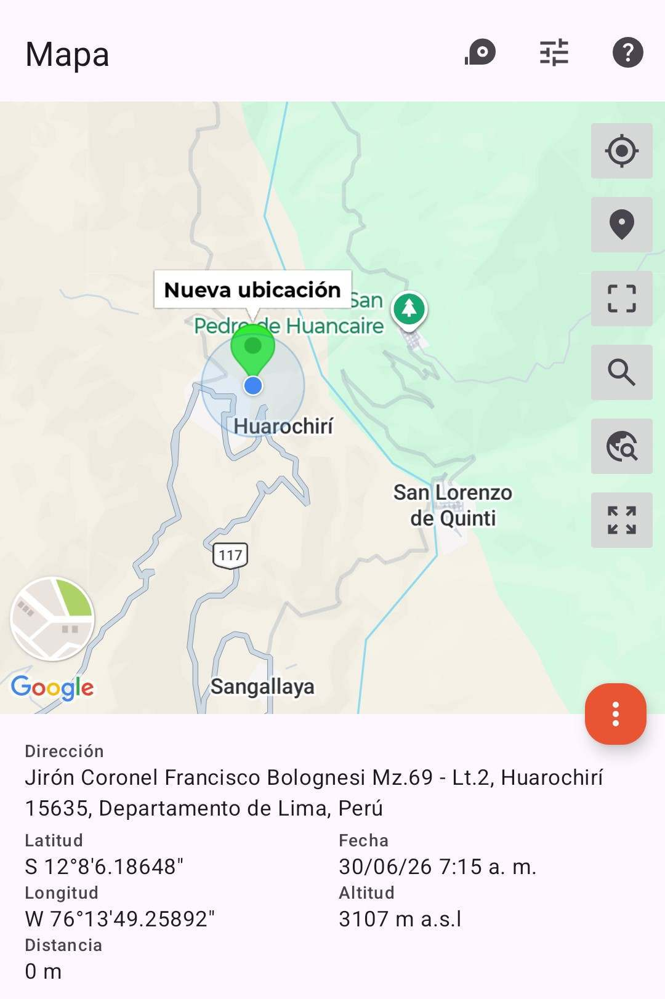 Mapa
Nueva ubicación
San
Pedro de Huancaire
Huarochirí
San Lorenzo
de Quinti
117
Sangallaya
Google
Dirección
Jirón Coronel Francisco Bolognesi Mz.69 - Lt.2, Huarochirí
15635, Departamento de Lima, Perú
Latitud
S 12°8'6.18648"
Fecha
30/06/26 7:15 a. m.
Longitud
W 76°13'49.25892"
Altitud
3107 m a.s.l
Distancia
0 m